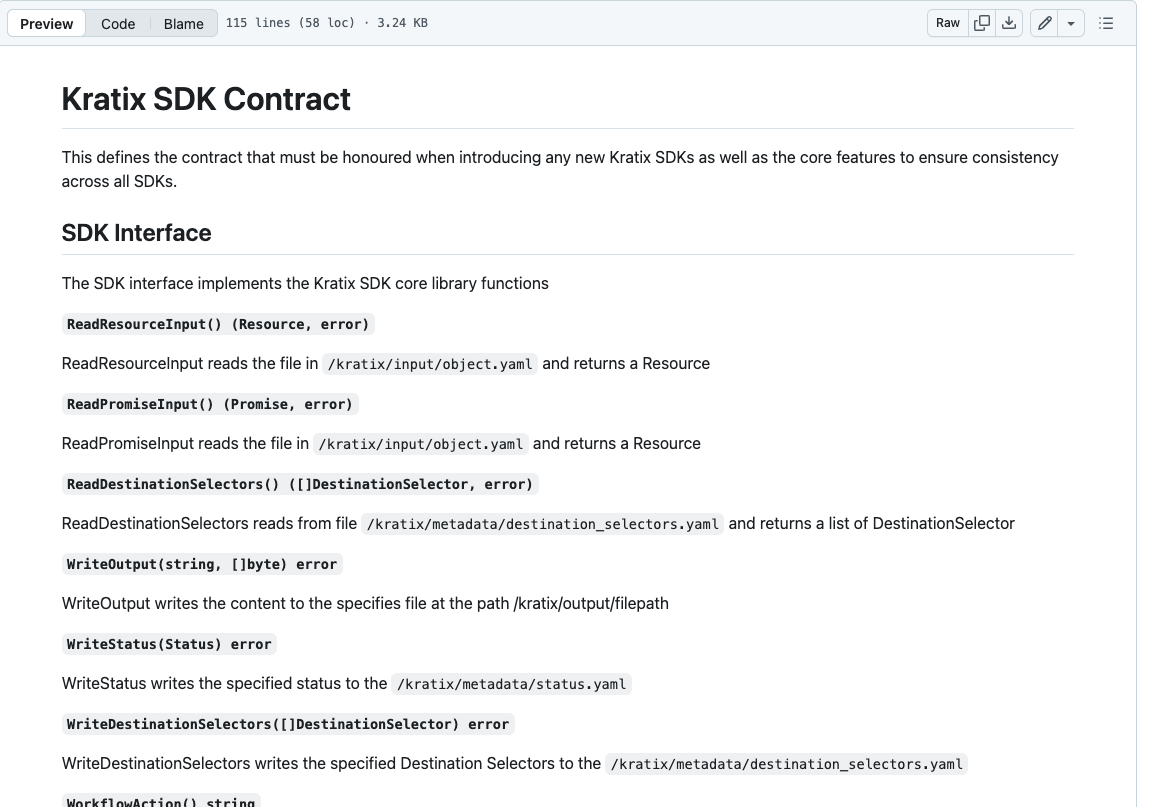 Preview Code Blame 115 lines (58 loc) · 3.24 KB Raw
Kratix SDK Contract
This defines the contract that must be honoured when introducing any new Kratix SDKs as well as the core features to ensure consistency
across all SDKs.
SDK Interface
The SDK interface implements the Kratix SDK core library functions
ReadResourceInput() (Resource, error)
ReadResourceInput reads the file in /kratix/input/object.yaml and returns a Resource
ReadPromiseInput() (Promise, error)
ReadPromiseInput reads the file in /kratix/input/object.yaml and returns a Resource
ReadDestinationSelectors() ([]DestinationSelector, error)
ReadDestinationSelectors reads from file /kratix/metadata/destination_selectors.yaml and returns a list of DestinationSelector
WriteOutput(string, []byte) error
WriteOutput writes the content to the specifies file at the path /kratix/output/filepath
WriteStatus(Status) error
WriteStatus writes the specified status to the /kratix/metadata/status.yaml
WriteDestinationSelectors([]DestinationSelector) error
WriteDestinationSelectors writes the specified Destination Selectors to the /kratix/metadata/destination_selectors.yaml
WorkflowAction() string